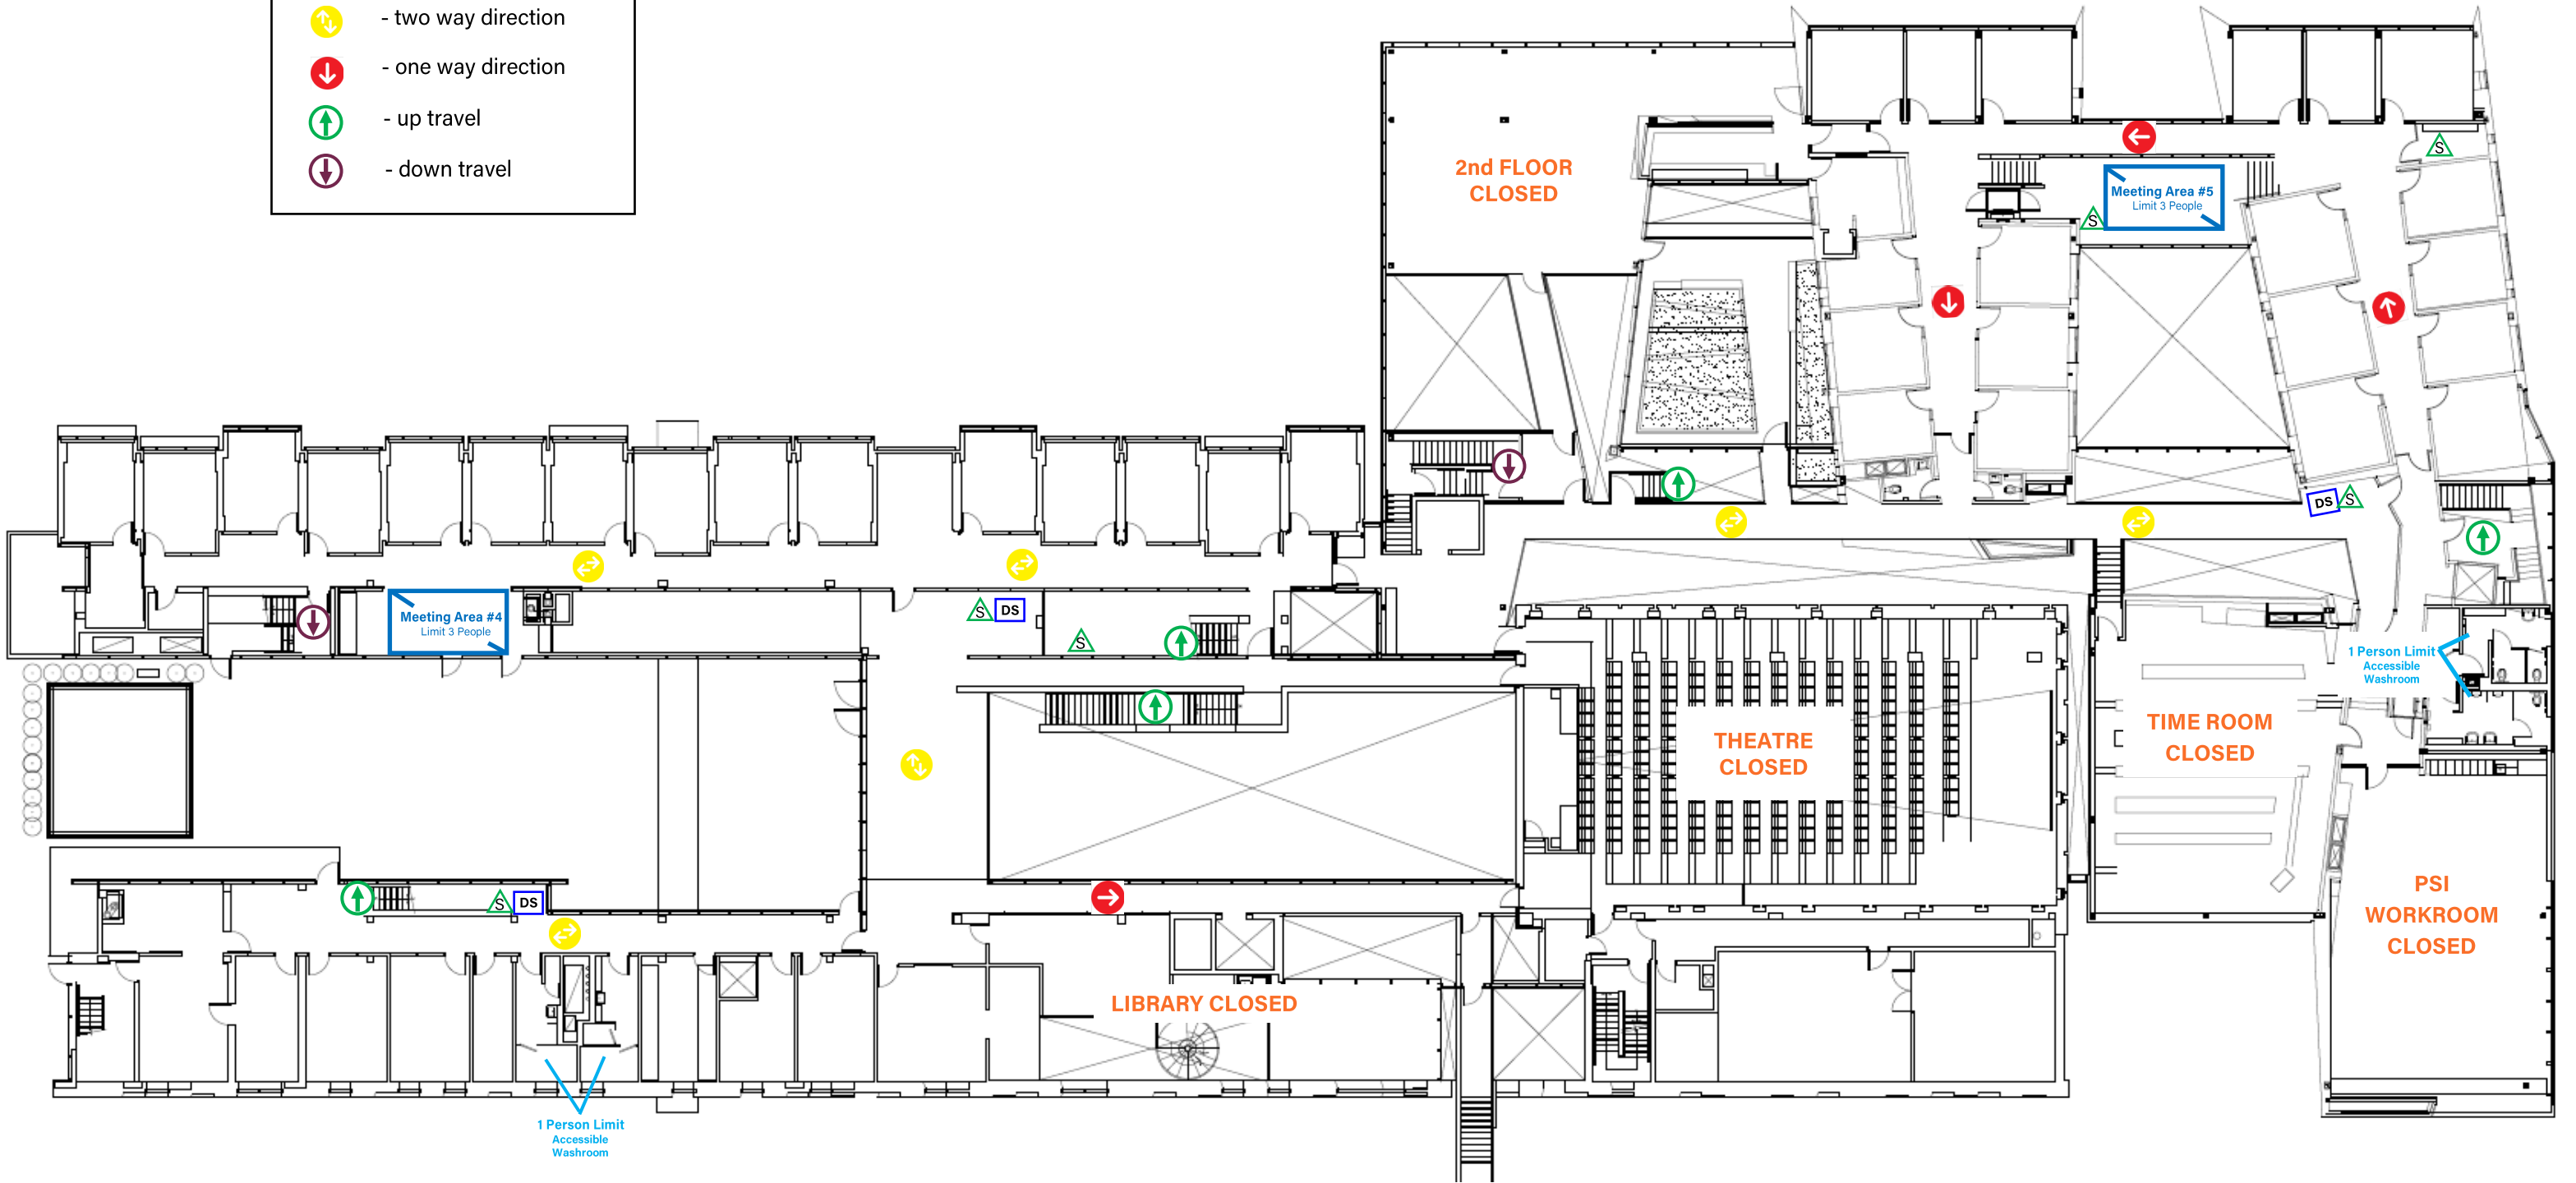 - two way direction
- one way direction
- up travel
- down travel
2nd FLOOR
CLOSED
Meeting Area #5
Limit 3 People
S
S
DS
S
Meeting Area #4
Limit 3 People
S
DS
S
1 Person Limit
Accessible
Washroom
THEATRE
CLOSED
TIME ROOM
CLOSED
S
DS
PSI
WORKROOM
CLOSED
LIBRARY CLOSED
1 Person Limit
Accessible
Washroom